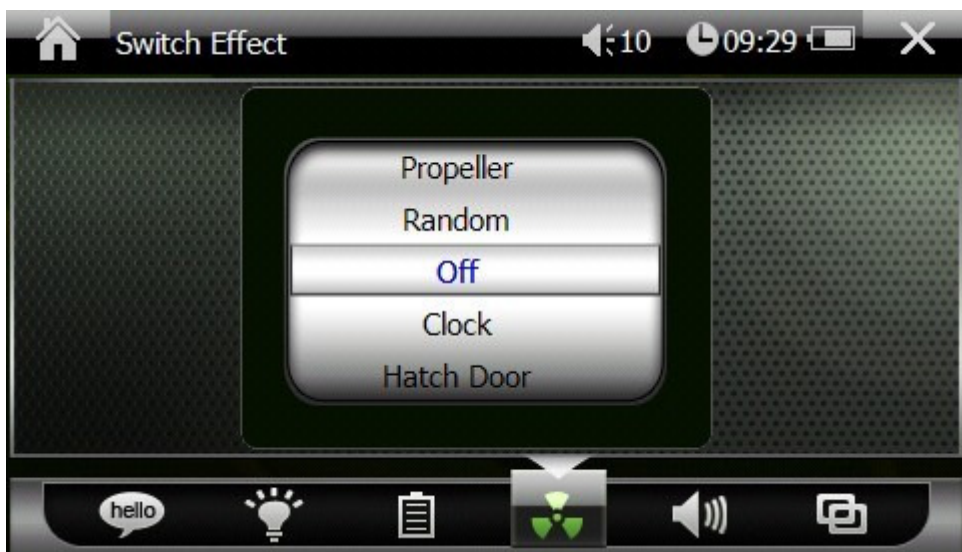 Switch Effect 10 09:29
Propeller
Random
Off
Clock
Hatch Door
hello